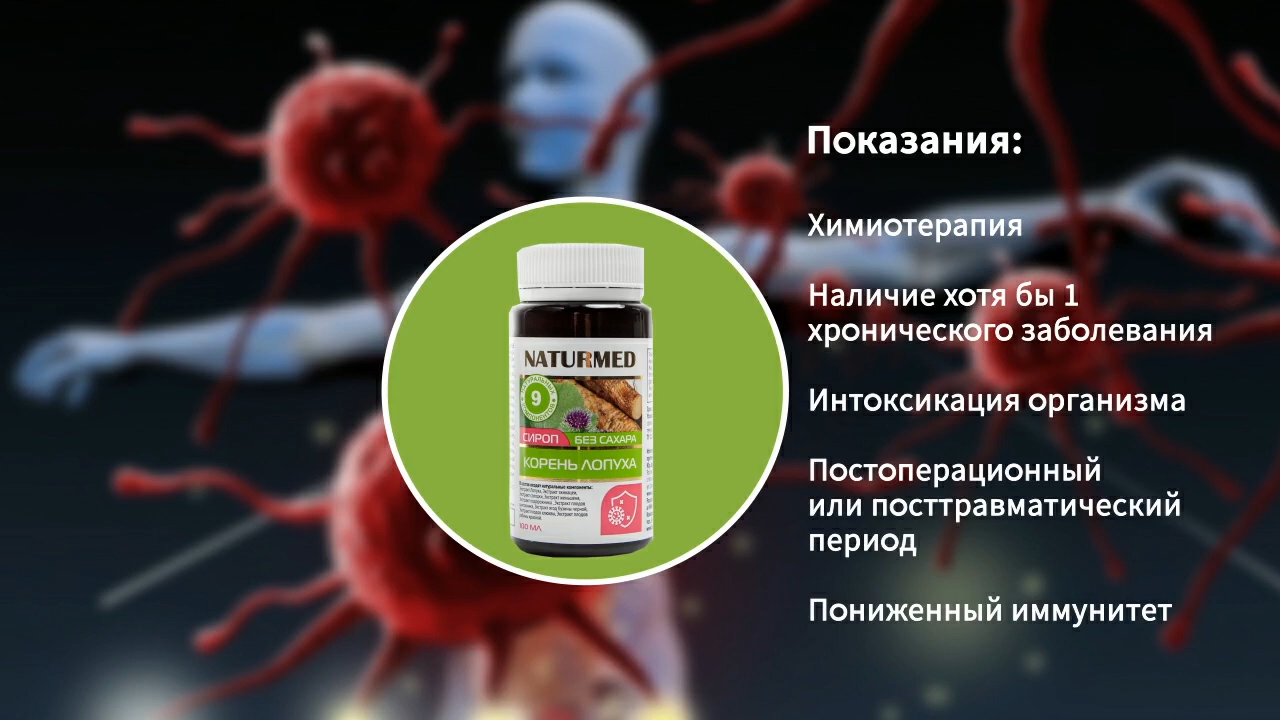 Показания:
Химиотерапия
Наличие хотя бы 1
хронического заболевания
Интоксикация организма
Постоперационный
или посттравматический
период
Пониженный иммунитет
NATURMED
9
СИРОП
БЕЗ САХАРА
КОРЕНЬ ЛОПУХА
100 МЛ